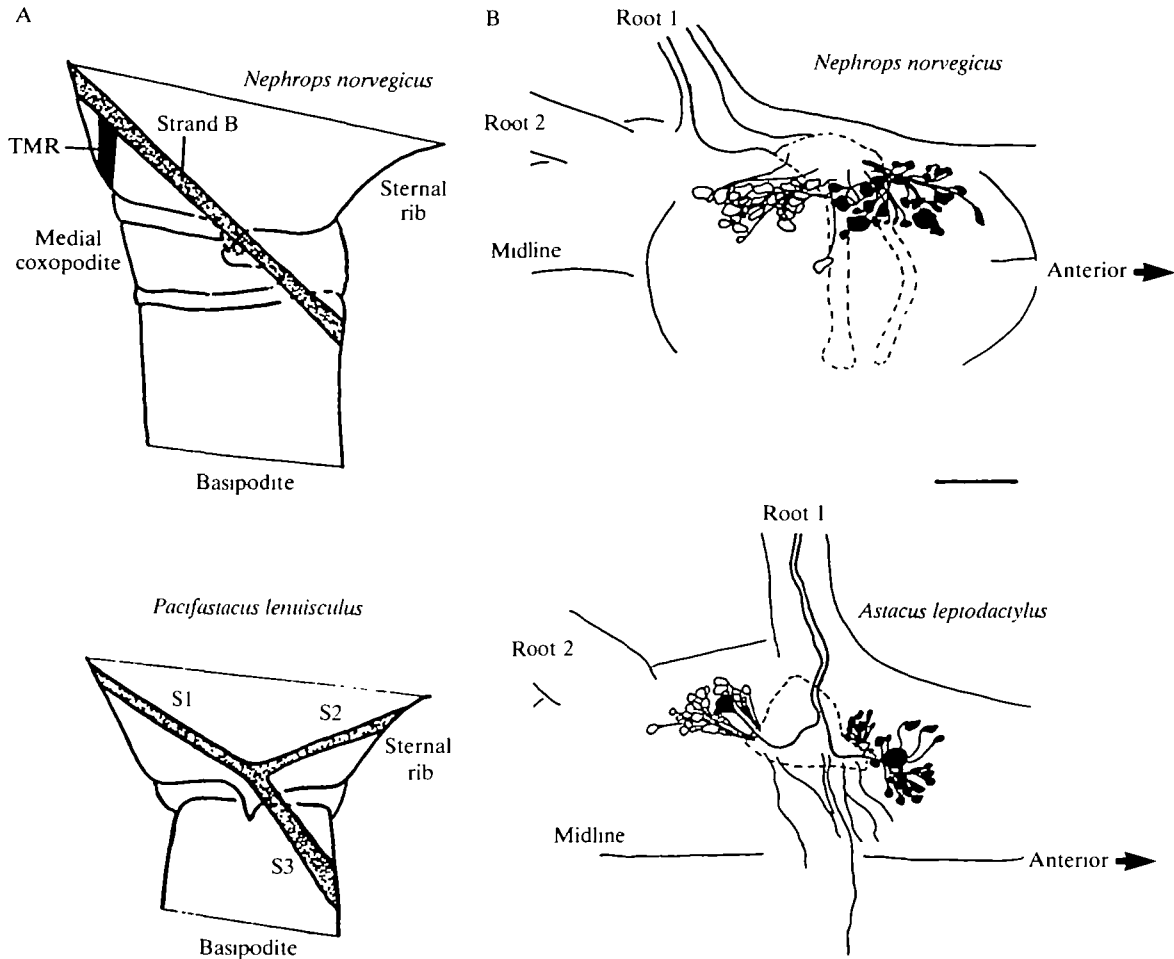 A
Nephrops norvegicus
Strand B
TMR
Sternal
rib
Medial
coxopodite
Basipodite
Pacifastacus leniusculus
S1
S2
Sternal
rib
S3
Basipodite
B
Root 1
Nephrops norvegicus
Root 2
Midline
Anterior
Root 1
Astacus leptodactylus
Root 2
Midline
Anterior